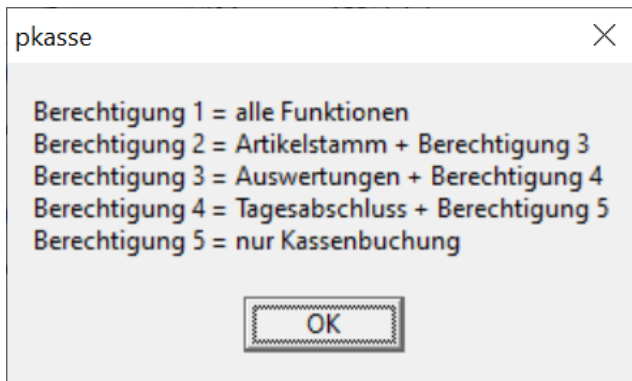 pkasse
Berechtigung 1 = alle Funktionen
Berechtigung 2 = Artikelstamm + Berechtigung 3
Berechtigung 3 = Auswertungen + Berechtigung 4
Berechtigung 4 = Tagesabschluss + Berechtigung 5
Berechtigung 5 = nur Kassenbuchung
OK